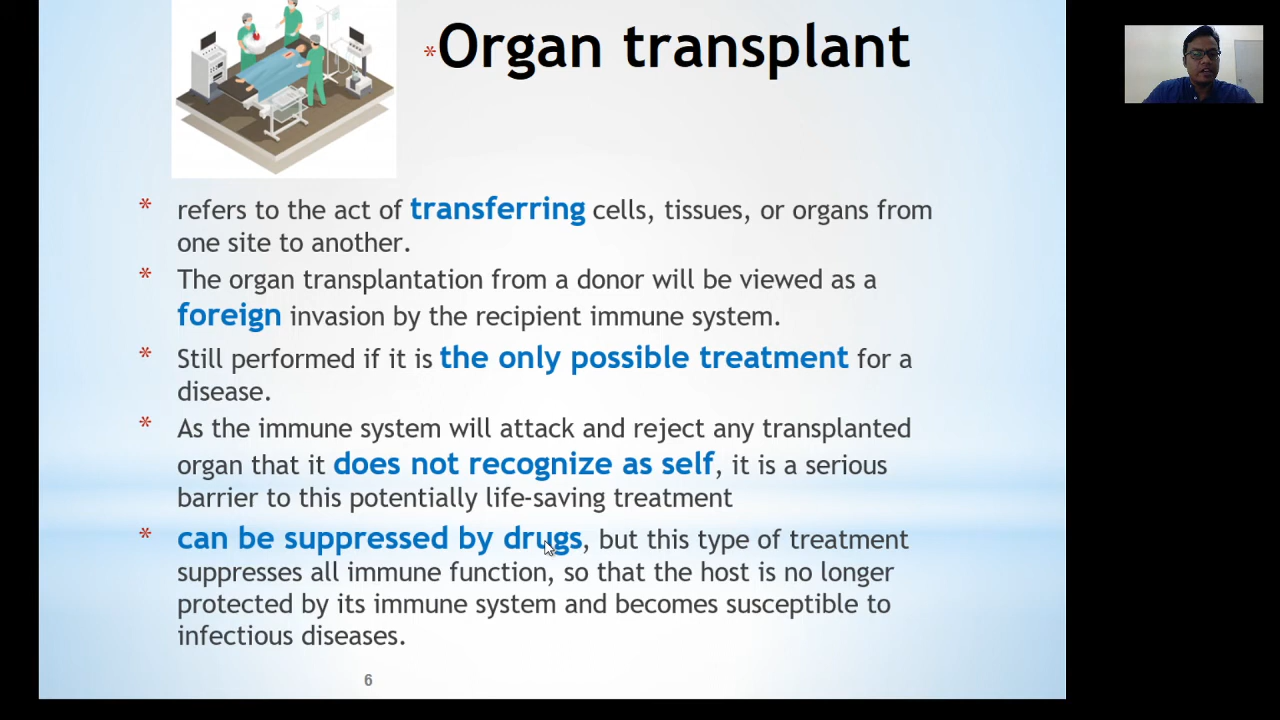 *Organ transplant
* refers to the act of transferring cells, tissues, or organs from
one site to another.
* The organ transplantation from a donor will be viewed as a
foreign invasion by the recipient immune system.
* Still performed if it is the only possible treatment for a
disease.
* As the immune system will attack and reject any transplanted
organ that it does not recognize as self, it is a serious
barrier to this potentially life-saving treatment
* can be suppressed by drugs, but this type of treatment
suppresses all immune function, so that the host is no longer
protected by its immune system and becomes susceptible to
infectious diseases.
6